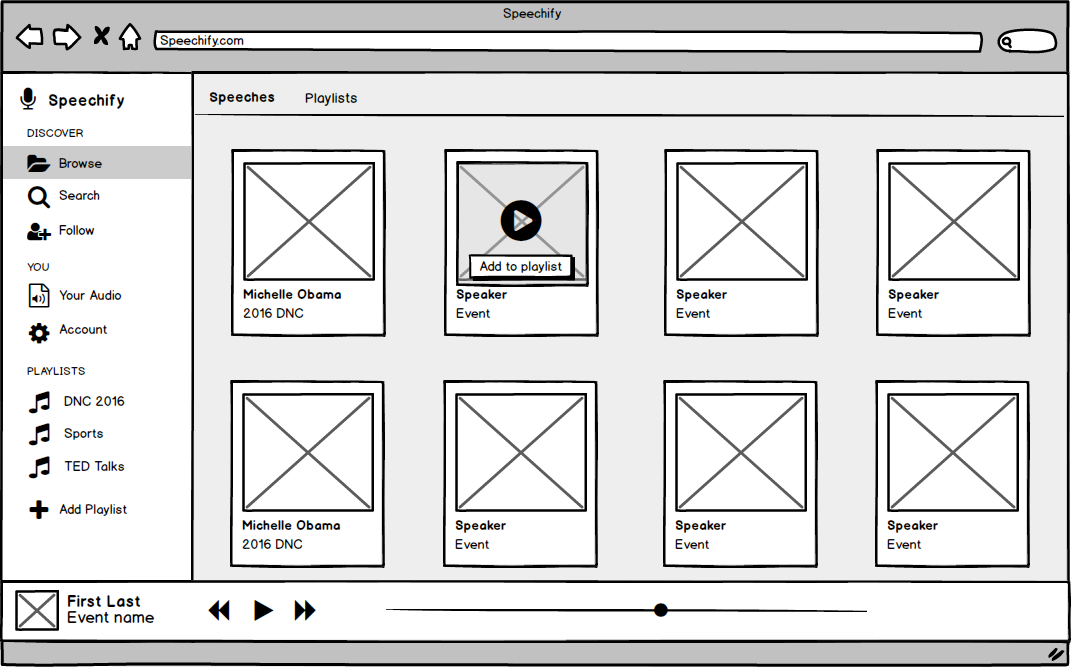 Speechify
Speechify.com
Speechify
DISCOVER
Browse
Search
Follow
YOU
Your Audio
Account
PLAYLISTS
DNC 2016
Sports
TED Talks
Add Playlist
Speeches Playlists
Add to playlist
Michelle Obama
2016 DNC
Speaker
Event
Speaker
Event
Speaker
Event
Michelle Obama
2016 DNC
Speaker
Event
Speaker
Event
Speaker
Event
First Last
Event name